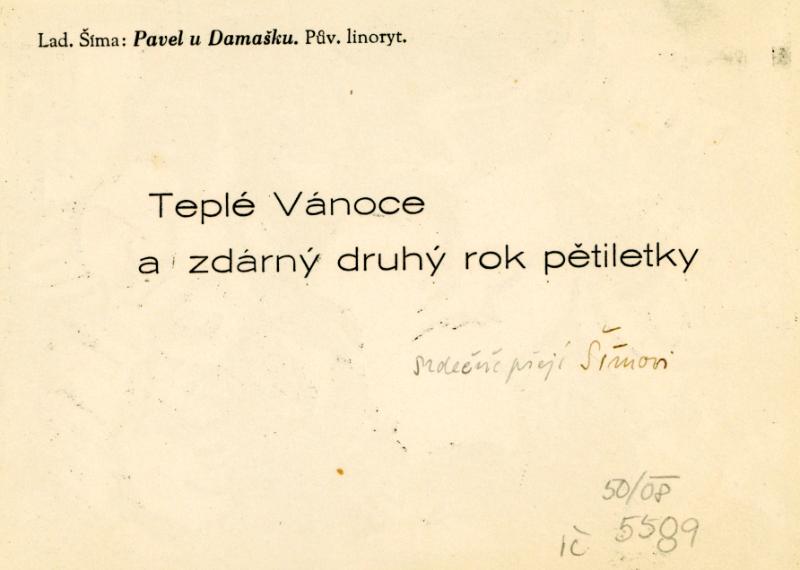 Lad. Šíma: Pavel u Damašku. Pův. linoryt.
Teplé Vánoce
a zdárný druhý rok pětiletky
srdečně přejí Šímovi
50/08
IČ 5589